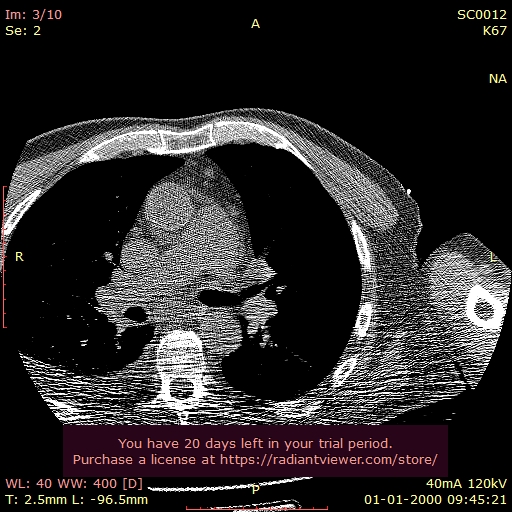 Im: 3/10
Se: 2
A
SC0012
K67
NA
R
L
You have 20 days left in your trial period.
Purchase a license at https://radiantviewer.com/store/
WL: 40 WW: 400 [D]
T: 2.5mm L: -96.5mm
P
40mA 120kV
01-01-2000 09:45:21